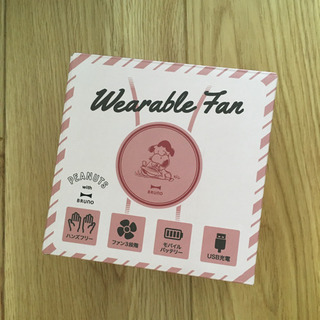 Wearable Fan
BRUNO
PEANUTS
with
BRUNO
ハンズフリー
ファン3段階
モバイル
バッテリー
USB充電